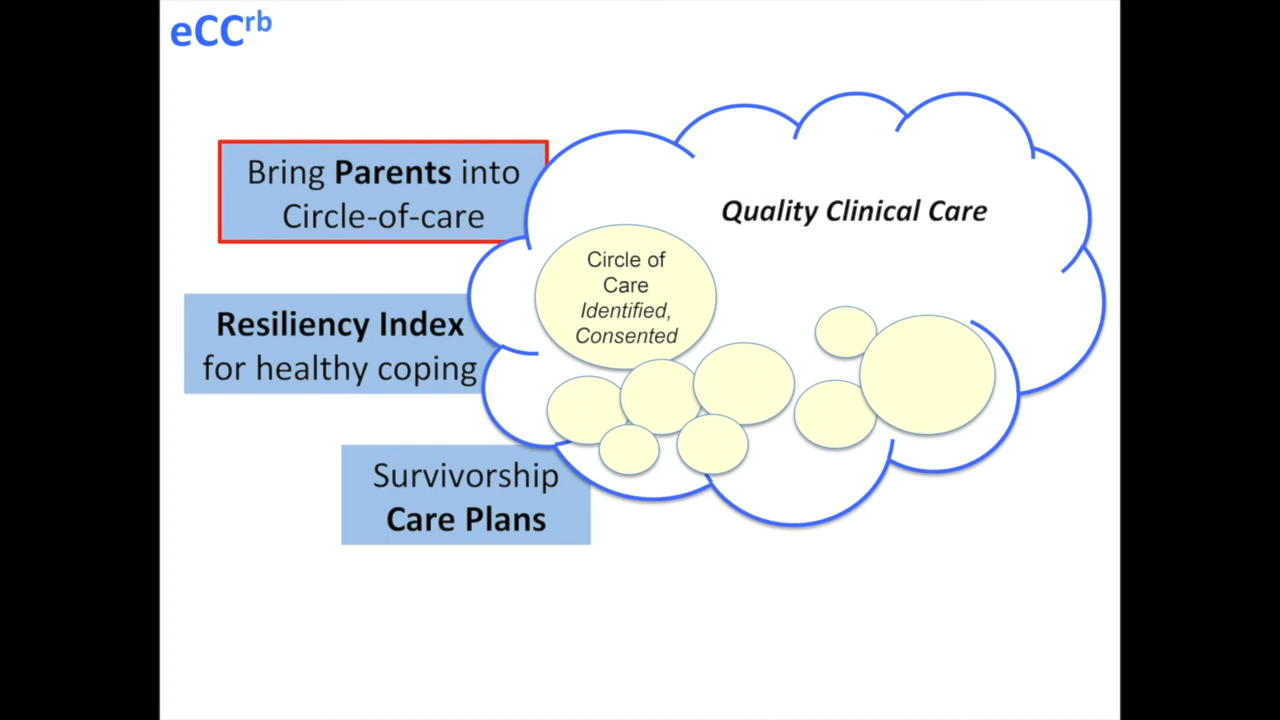 eCCrb
Bring Parents into
Circle-of-care
Quality Clinical Care
Circle of
Care
Identified,
Consented
Resiliency Index
for healthy coping
Survivorship
Care Plans